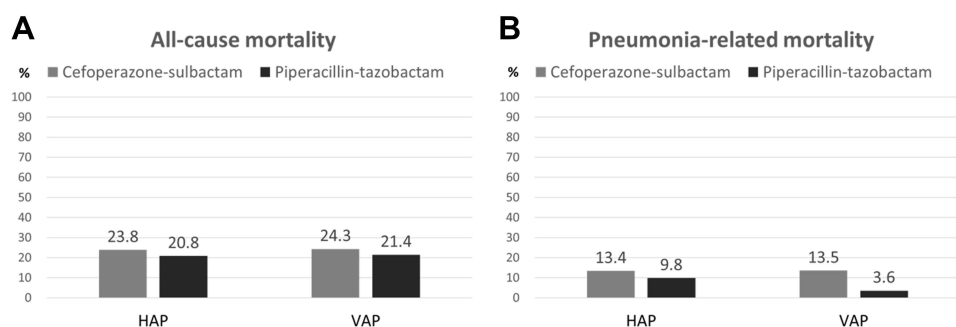 A
All-cause mortality
% Cefoperazone-sulbactam Piperacillin-tazobactam
100
90
80
70
60
50
40
30
20
10
0
23.8 20.8 24.3 21.4
HAP VAP
B
Pneumonia-related mortality
% Cefoperazone-sulbactam Piperacillin-tazobactam
100
90
80
70
60
50
40
30
20
10
0
13.4 9.8 13.5 3.6
HAP VAP